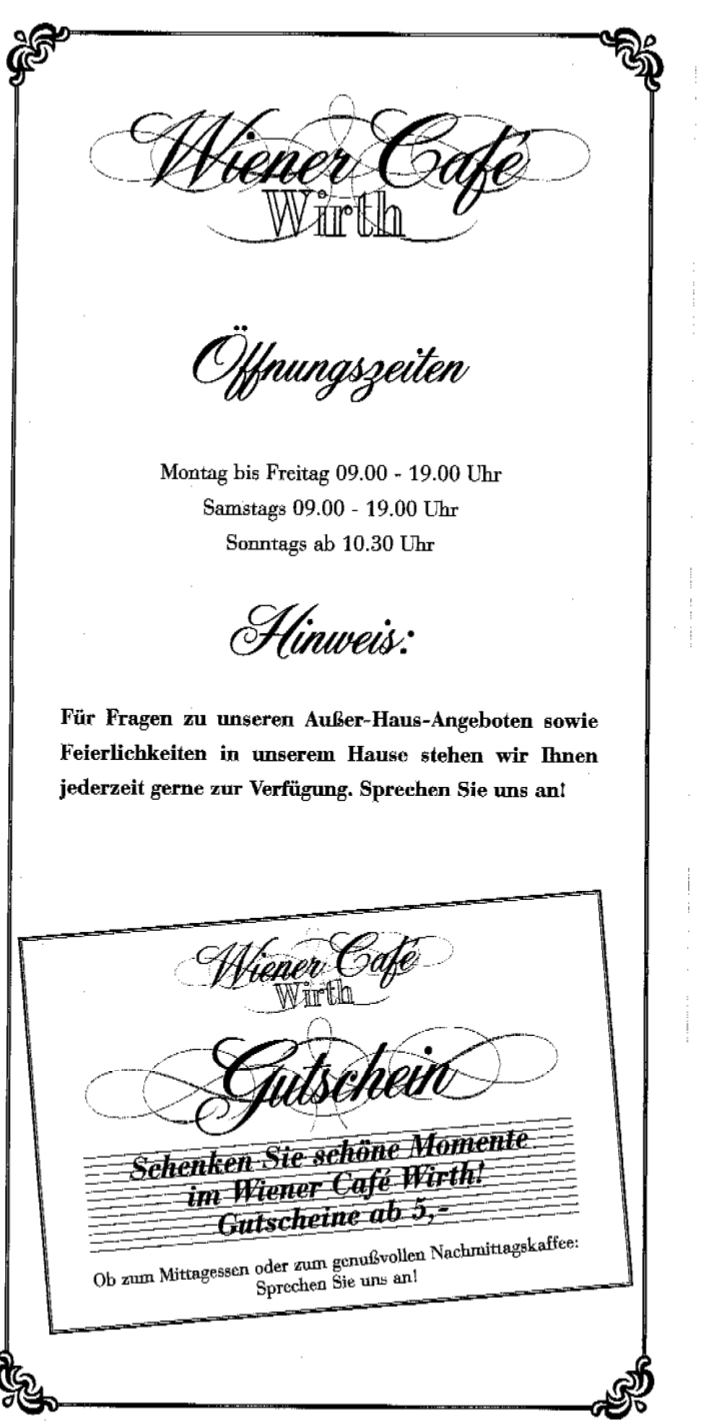 Wiener Café
Wirth
Öffnungszeiten
Montag bis Freitag 09.00 - 19.00 Uhr
Samstags 09.00 - 19.00 Uhr
Sonntags ab 10.30 Uhr
Hinweis:
Für Fragen zu unseren Außer-Haus-Angeboten sowie
Feierlichkeiten in unserem Hause stehen wir Ihnen
jederzeit gerne zur Verfügung. Sprechen Sie uns an!
Wiener Café
Wirth
Gutschein
Schenken Sie schöne Momente
im Wiener Café Wirth!
Gutscheine ab 5,-
Ob zum Mittagessen oder zum genußvollen Nachmittagskaffee:
Sprechen Sie uns an!